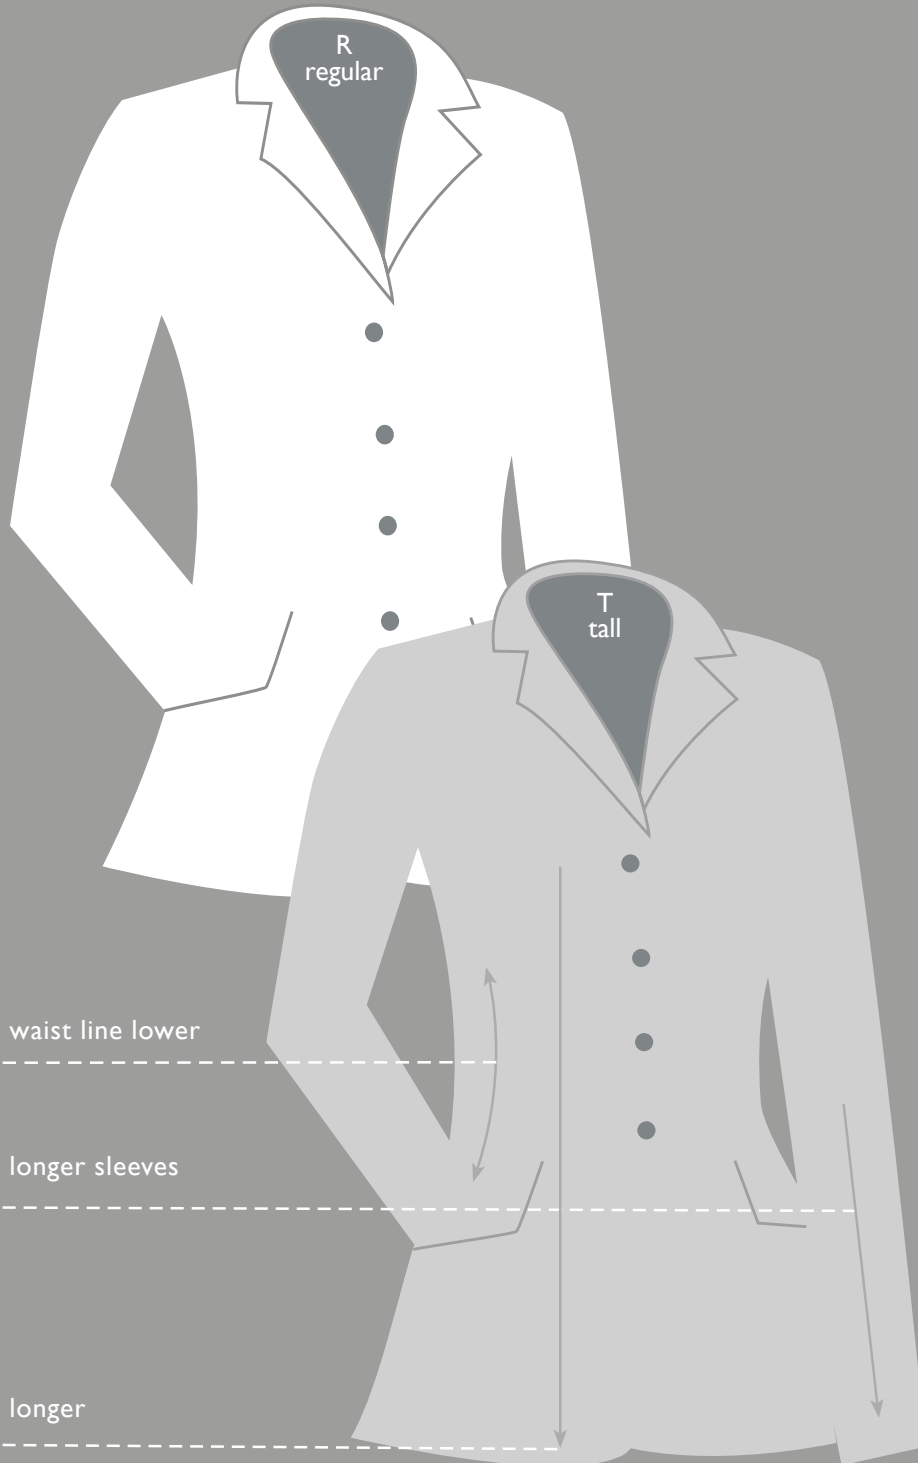 R
regular
T
tall
waist line lower
longer sleeves
longer